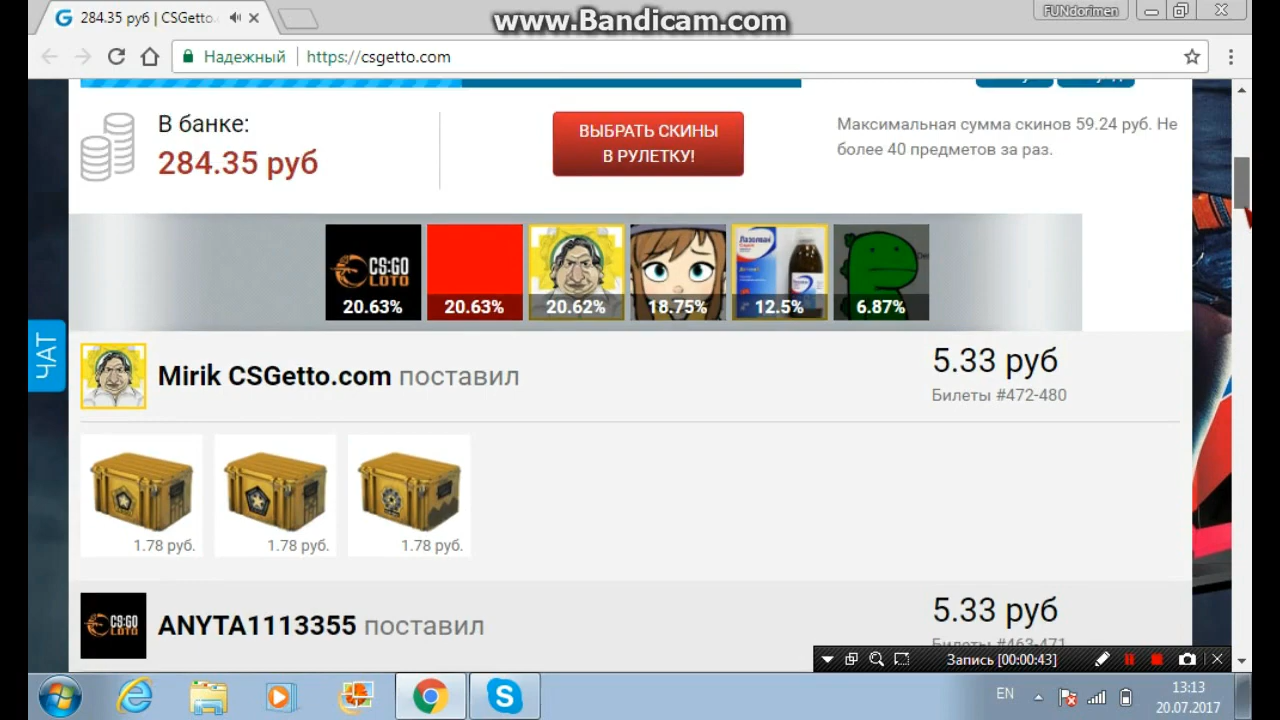 284.35 руб | CSGetto.
www.Bandicam.com
FUNdorimen
Надежный
https://csgetto.com
В банке:
284.35 руб
ВЫБРАТЬ СКИНЫ
В РУЛЕТКУ!
Максимальная сумма скинов 59.24 руб. Не
более 40 предметов за раз.
CS:GO
LOTO
Лазолван
20.63%
20.63%
20.62%
18.75%
12.5%
6.87%
ЧАТ
Mirik CSGetto.com поставил
5.33 руб
Билеты #472-480
1.78 руб.
1.78 руб.
1.78 руб.
CS:GO
LOTO
ANYTA1113355 поставил
5.33 руб
Билеты #463-471
Запись [00:00:43]
EN
13:13
20.07.2017